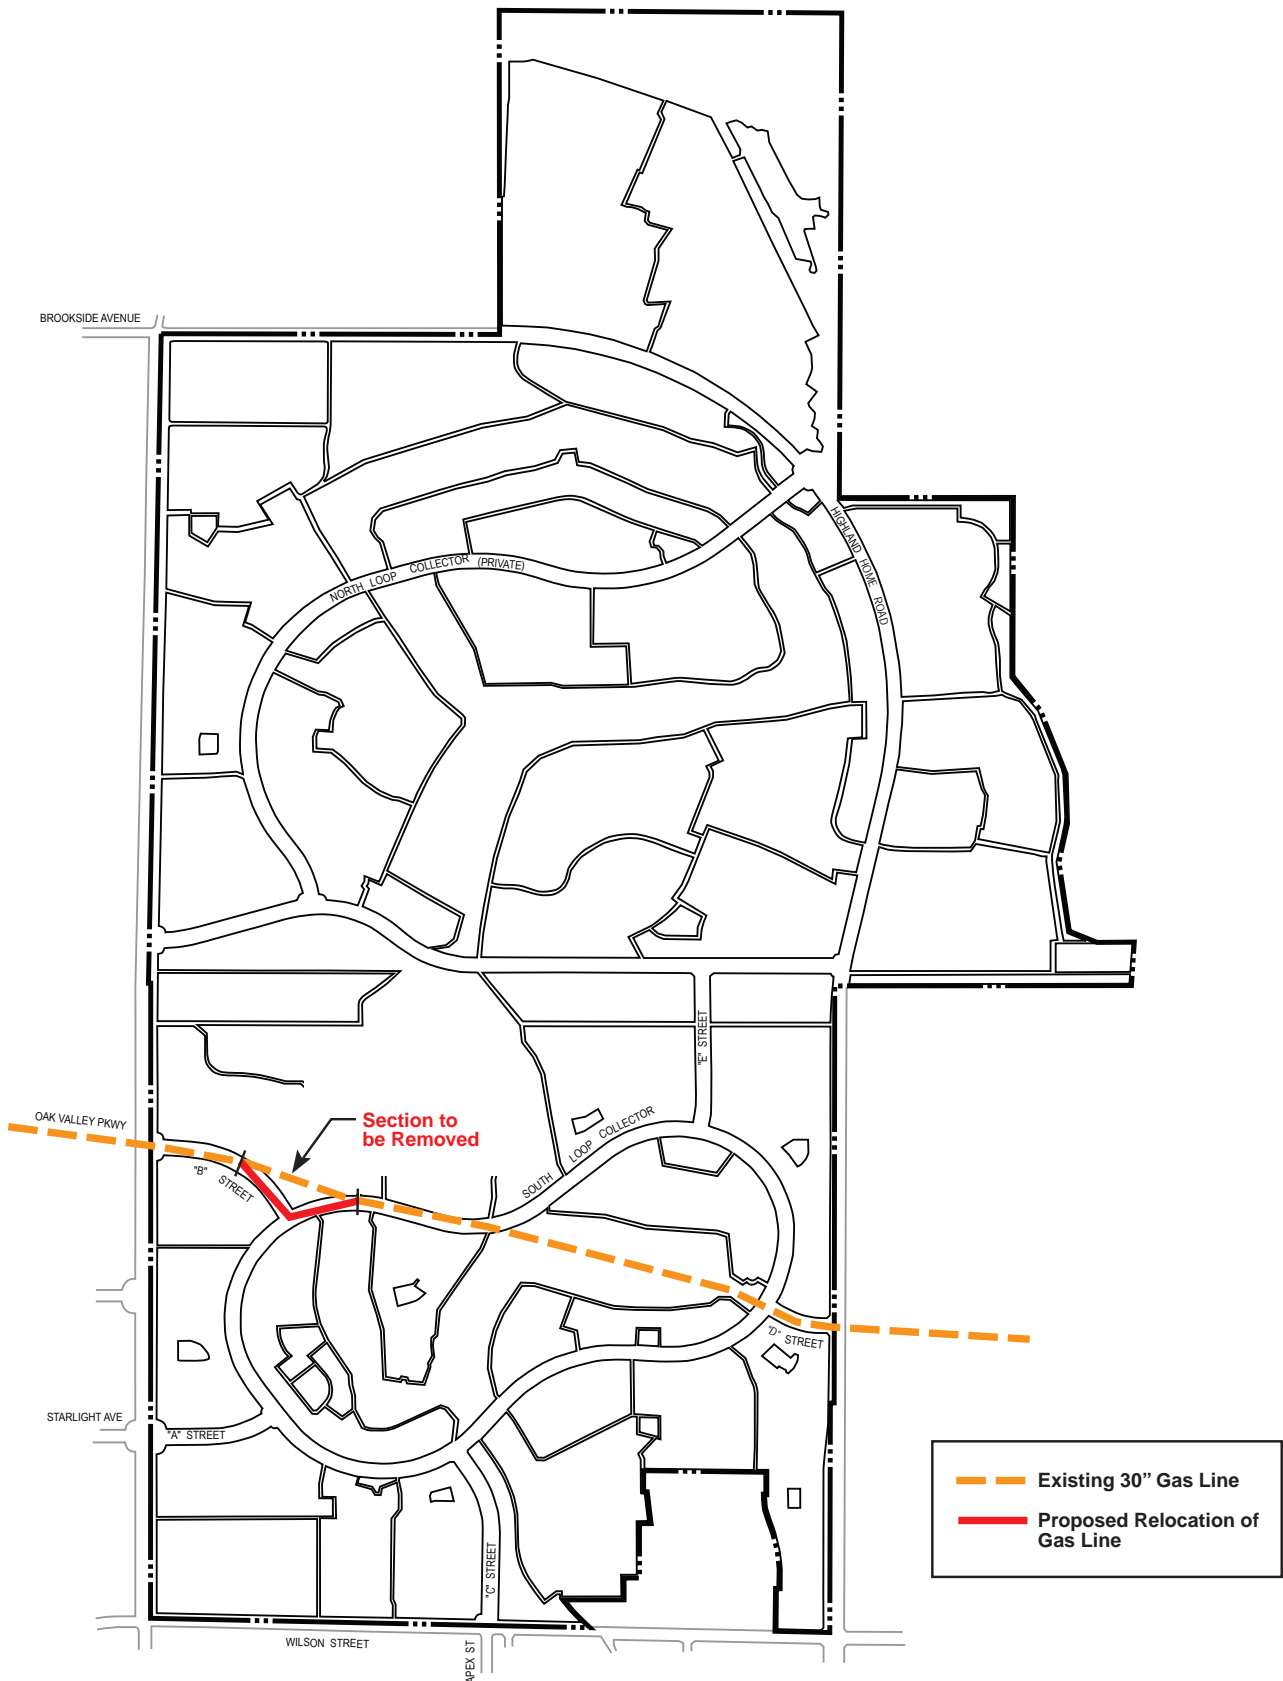 BROOKSIDE AVENUE
HIGHLAND HOME ROAD
NORTH LOOP COLLECTOR (PRIVATE)
"E" STREET
OAK VALLEY PKWY
Section to
be Removed
SOUTH LOOP COLLECTOR
"B" STREET
"D" STREET
STARLIGHT AVE
"A" STREET
Existing 30” Gas Line
Proposed Relocation of
Gas Line
"C" STREET
WILSON STREET
APEX ST